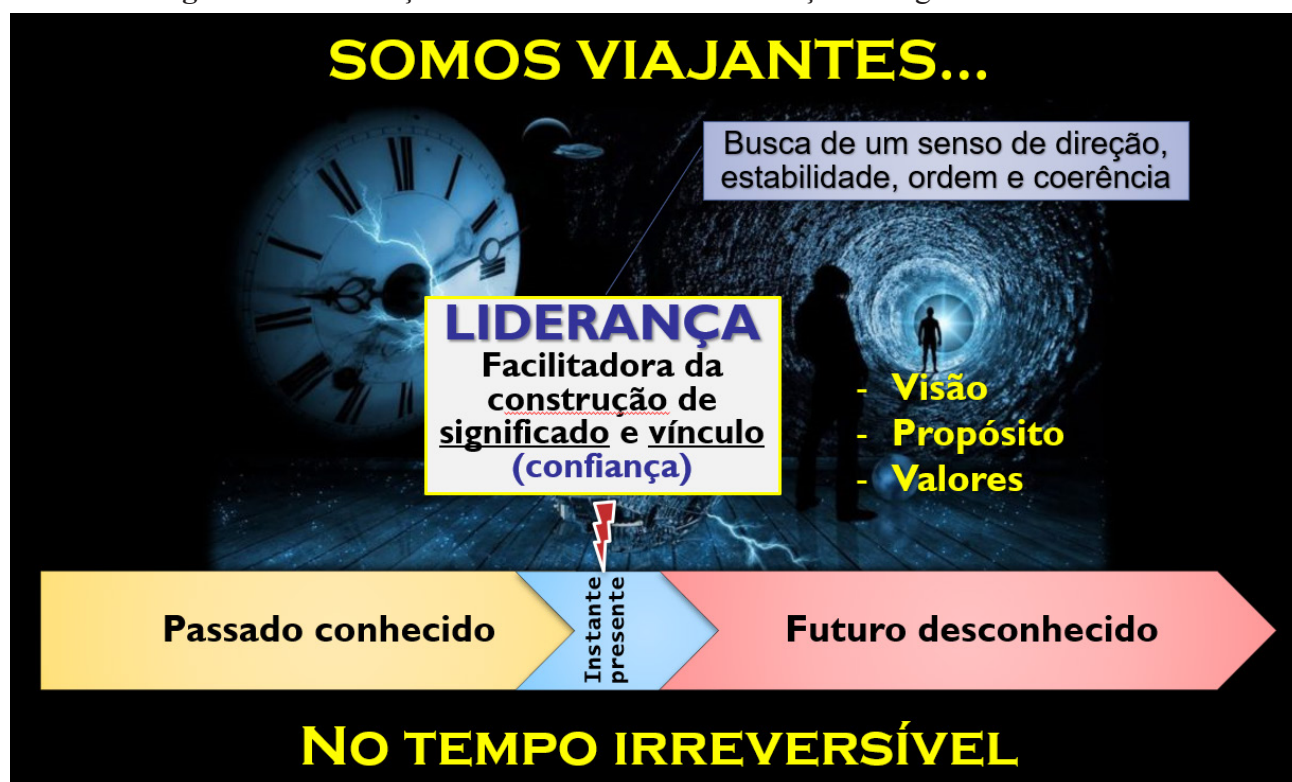 SOMOS VIAJANTES...
Busca de um senso de direção,
estabilidade, ordem e coerência
LIDERANÇA
Facilitadora da
construção de
significado e vínculo
(confiança)
- Visão
- Propósito
- Valores
Passado conhecido
Instante
presente
Futuro desconhecido
NO TEMPO IRREVERSÍVEL